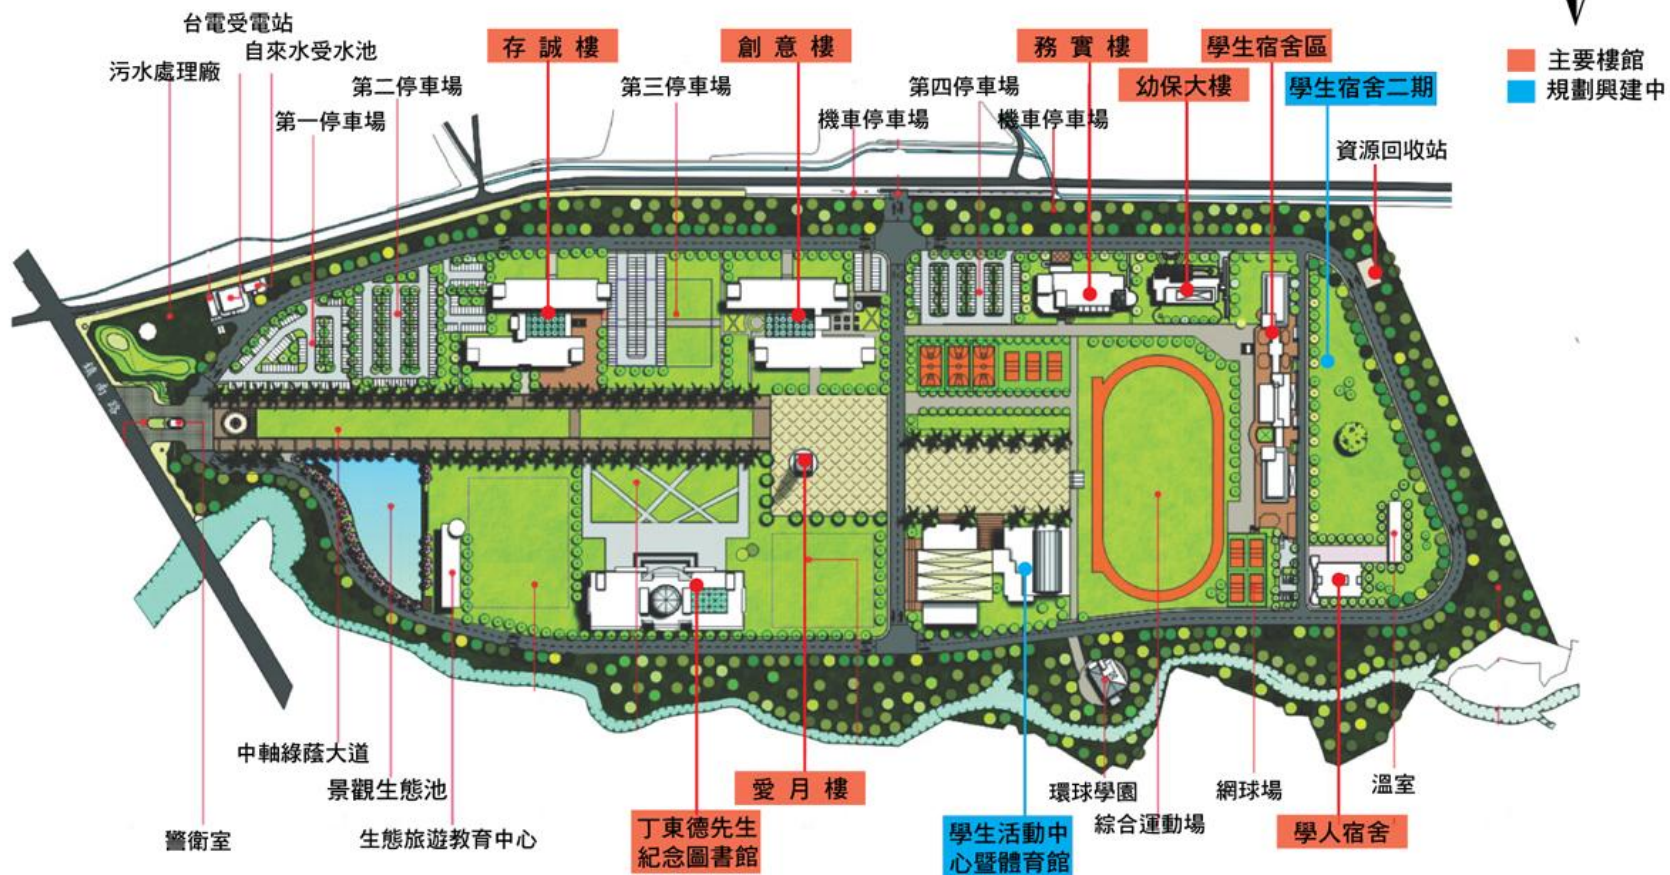 台電受電站
自來水受水池
污水處理廠
第二停車場
第一停車場
存誠樓
第三停車場
創意樓
機車停車場
第四停車場
機車停車場
務實樓
幼保大樓
學生宿舍區
學生宿舍二期
資源回收站
主要樓館
規劃興建中
鎮南路
中軸綠蔭大道
景觀生態池
警衛室
生態旅遊教育中心
丁東德先生
紀念圖書館
愛月樓
學生活動中
心暨體育館
環球學園
綜合運動場
網球場
學人宿舍
溫室